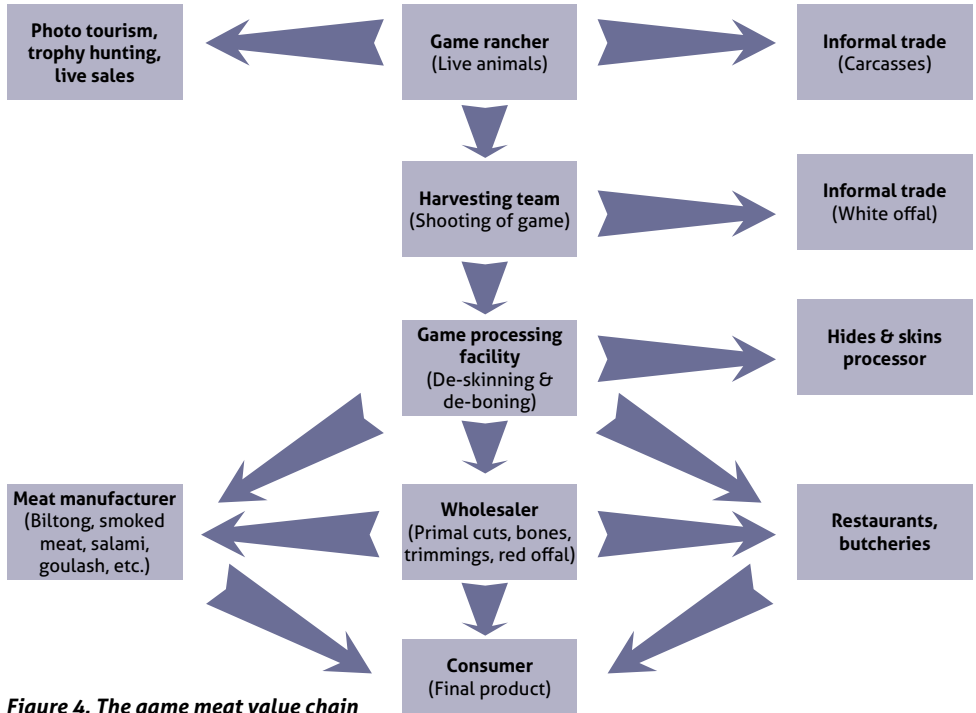 Photo tourism,
trophy hunting,
live sales
Game rancher
(Live animals)
Informal trade
(Carcasses)
Harvesting team
(Shooting of game)
Informal trade
(White offal)
Game processing
facility
(De-skinning &
de-boning)
Hides & skins
processor
Meat manufacturer
(Biltong, smoked
meat, salami,
goulash, etc.)
Wholesaler
(Primal cuts, bones,
trimmings, red offal)
Restaurants,
butcheries
Consumer
(Final product)
Figure 4. The game meat value chain